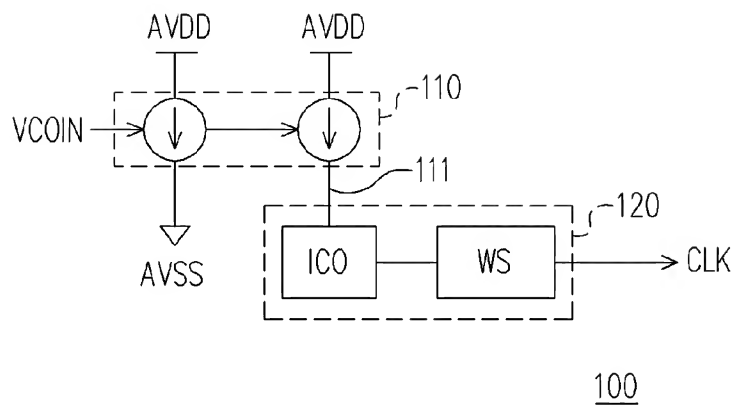 AVDD AVDD
110
VCOIN
111
120
ICO WS CLK
AVSS
100